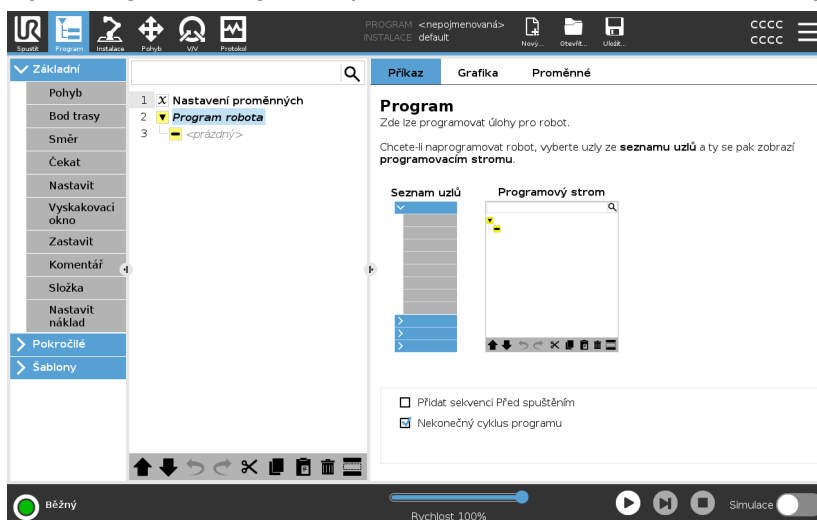 PROGRAM <nepojmenovaná>
INSTALACE default
cccc
cccc
Spustit
Program
Instalace
Pohyb
V/V
Protokol
Nový...
Otevřít...
Uložit...
Základní
Pohyb
Bod trasy
Směr
Čekat
Nastavit
Vyskakovací
okno
Zastavit
Komentář
Složka
Nastavit
náklad
Pokročilé
Šablony
1 X Nastavení proměnných
2 Program robota
3 <prázdný>
Příkaz
Grafika
Proměnné
Program
Zde lze programovat úlohy pro robot.
Chcete-li naprogramovat robot, vyberte uzly ze seznamu uzlů a ty se pak zobrazí
programovacím stromu.
Seznam uzlů
Programový strom
Přidat sekvenci Před spuštěním
Nekonečný cyklus programu
Běžný
Rychlost 100%
Simulace